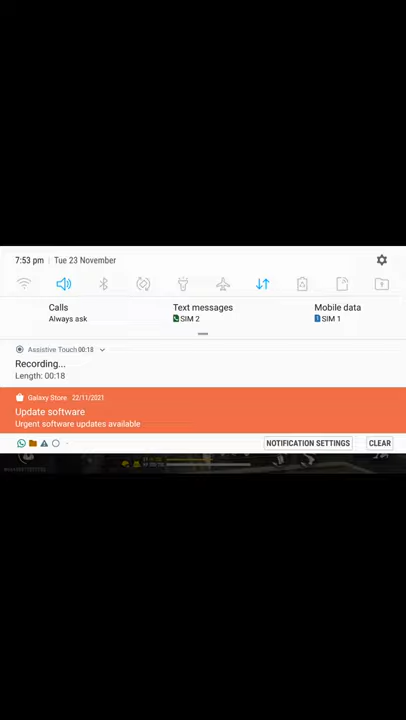 7:53 pm | Tue 23 November
Calls
Always ask
Text messages
SIM 2
Mobile data
SIM 1
Assistive Touch 00:18
Recording...
Length: 00:18
Galaxy Store 22/11/2021
Update software
Urgent software updates available
NOTIFICATION SETTINGS CLEAR